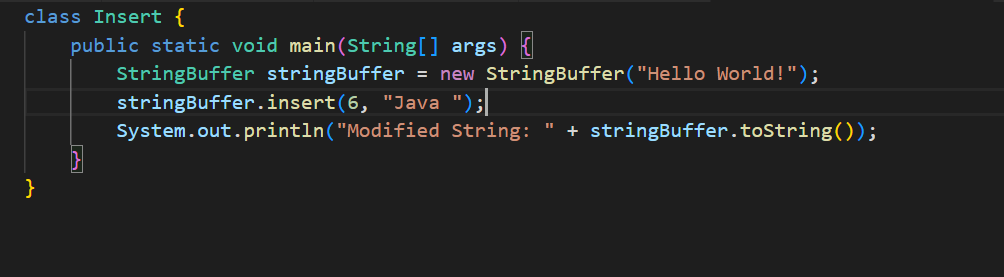 class Insert {
    public static void main(String[] args) {
        StringBuffer stringBuffer = new StringBuffer("Hello World!");
        stringBuffer.insert(6, "Java ");
        System.out.println("Modified String: " + stringBuffer.toString());
    }
}